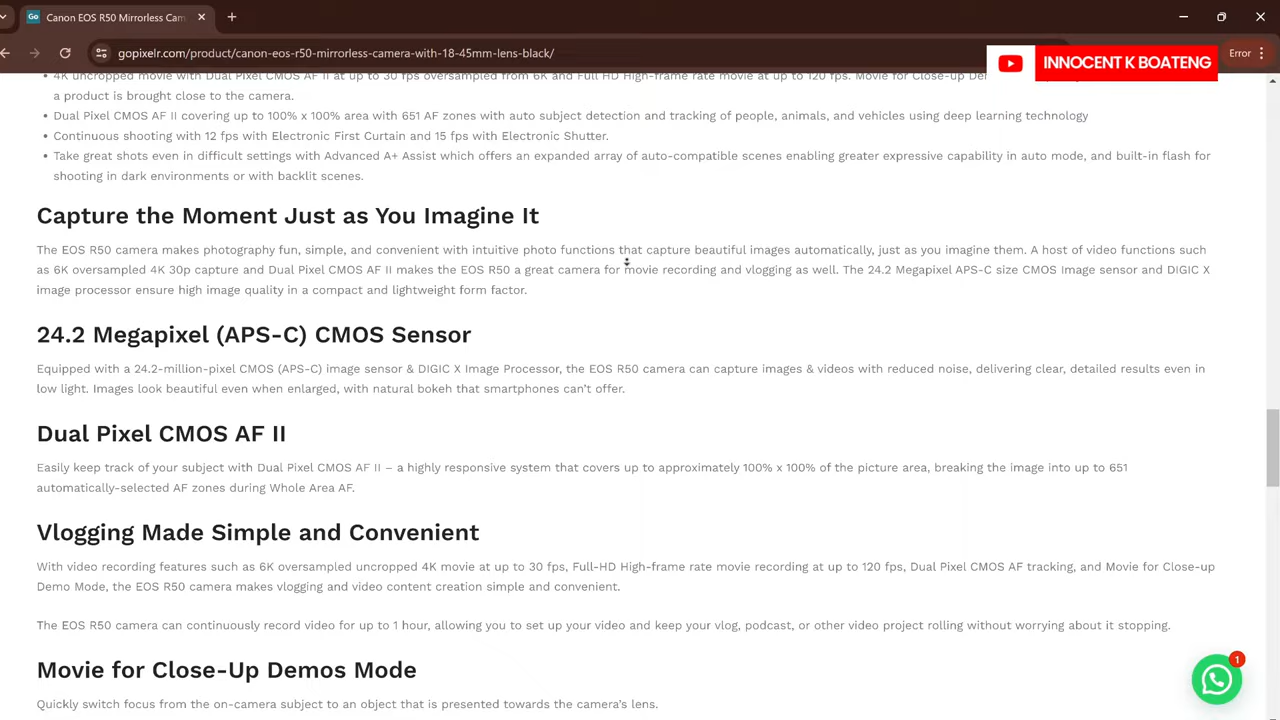 Canon EOS R50 Mirrorless Cam
gopixelr.com/product/canon-eos-r50-mirrorless-camera-with-18-45mm-lens-black/
Error
INNOCENT K BOATENG
4K uncropped movie with Dual Pixel CMOS AF II at up to 30 fps oversampled from 6K and Full HD High-frame rate movie at up to 120 fps. Movie for Close-up
a product is brought close to the camera.
Dual Pixel CMOS AF II covering up to 100% x 100% area with 651 AF zones with auto subject detection and tracking of people, animals, and vehicles using deep learning technology
Continuous shooting with 12 fps with Electronic First Curtain and 15 fps with Electronic Shutter.
Take great shots even in difficult settings with Advanced A+ Assist which offers an expanded array of auto-compatible scenes enabling greater expressive capability in auto mode, and built-in flash for
shooting in dark environments or with backlit scenes.
Capture the Moment Just as You Imagine It
The EOS R50 camera makes photography fun, simple, and convenient with intuitive photo functions that capture beautiful images automatically, just as you imagine them. A host of video functions such
as 6K oversampled 4K 30p capture and Dual Pixel CMOS AF II makes the EOS R50 a great camera for movie recording and vlogging as well. The 24.2 Megapixel APS-C size CMOS Image sensor and DIGIC X
image processor ensure high image quality in a compact and lightweight form factor.
24.2 Megapixel (APS-C) CMOS Sensor
Equipped with a 24.2-million-pixel CMOS (APS-C) image sensor & DIGIC X Image Processor, the EOS R50 camera can capture images & videos with reduced noise, delivering clear, detailed results even in
low light. Images look beautiful even when enlarged, with natural bokeh that smartphones can't offer.
Dual Pixel CMOS AF II
Easily keep track of your subject with Dual Pixel CMOS AF II – a highly responsive system that covers up to approximately 100% x 100% of the picture area, breaking the image into up to 651
automatically-selected AF zones during Whole Area AF.
Vlogging Made Simple and Convenient
With video recording features such as 6K oversampled uncropped 4K movie at up to 30 fps, Full-HD High-frame rate movie recording at up to 120 fps, Dual Pixel CMOS AF tracking, and Movie for Close-up
Demo Mode, the EOS R50 camera makes vlogging and video content creation simple and convenient.
The EOS R50 camera can continuously record video for up to 1 hour, allowing you to set up your video and keep your vlog, podcast, or other video project rolling without worrying about it stopping.
Movie for Close-Up Demos Mode
Quickly switch focus from the on-camera subject to an object that is presented towards the camera's lens.
1